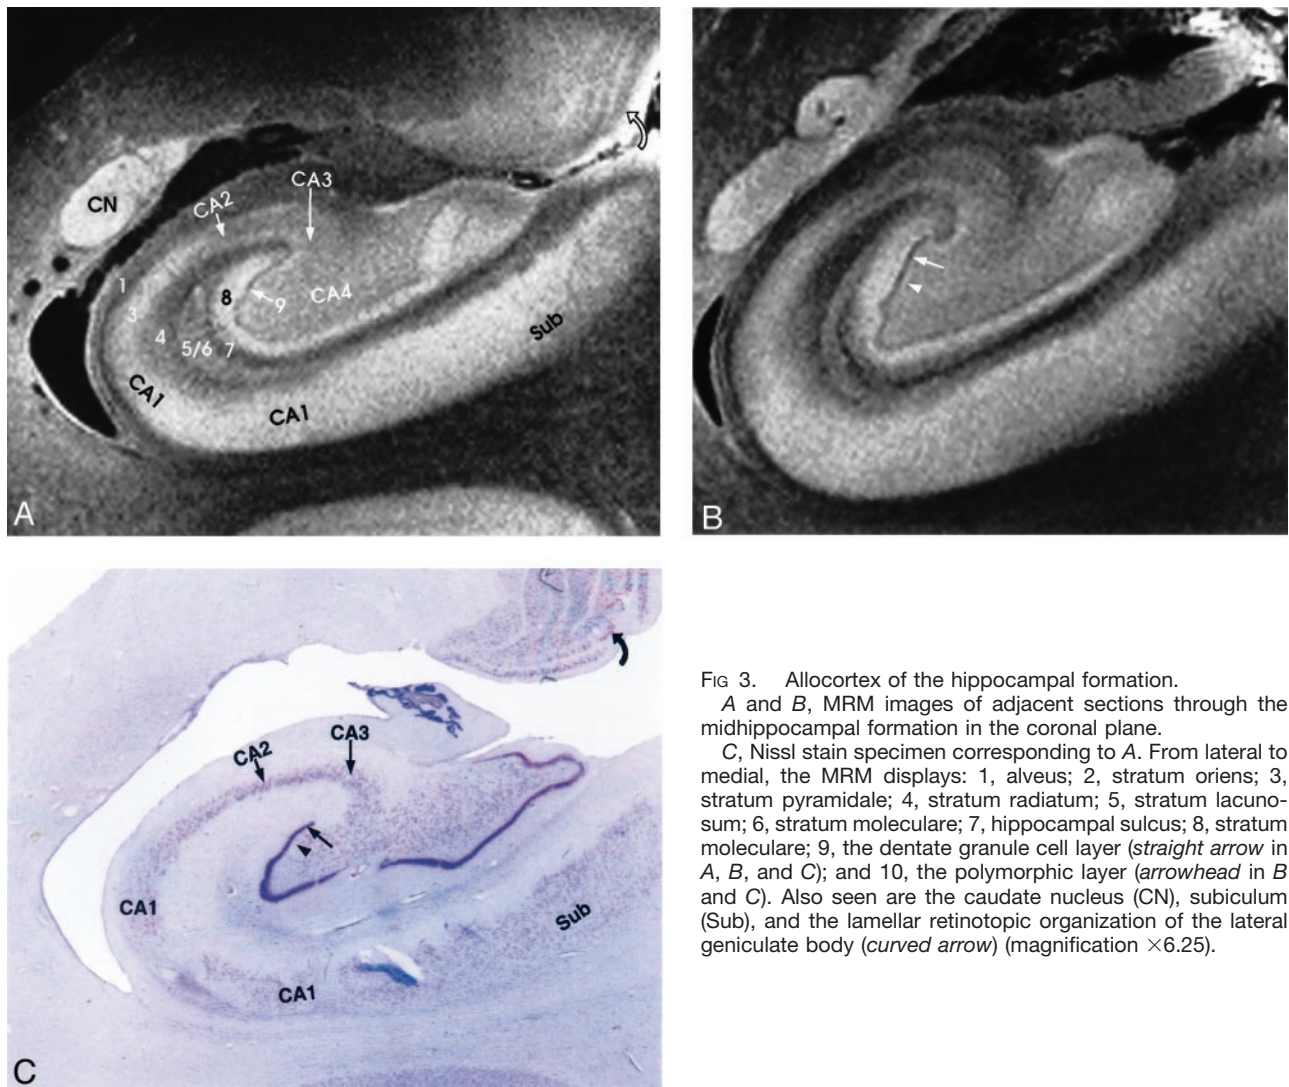 CN
CA2
CA3
1
3
4
5/6
7
8
9
CA4
CA1
CA1
Sub
A
B
CA2
CA3
CA1
CA1
Sub
C
FIG 3. Allocortex of the hippocampal formation.
A and B, MRM images of adjacent sections through the
midhippocampal formation in the coronal plane.
C, Nissl stain specimen corresponding to A. From lateral to
medial, the MRM displays: 1, alveus; 2, stratum oriens; 3,
stratum pyramidale; 4, stratum radiatum; 5, stratum lacuno-
sum; 6, stratum moleculare; 7, hippocampal sulcus; 8, stratum
moleculare; 9, the dentate granule cell layer (straight arrow in
A, B, and C); and 10, the polymorphic layer (arrowhead in B
and C). Also seen are the caudate nucleus (CN), subiculum
(Sub), and the lamellar retinotopic organization of the lateral
geniculate body (curved arrow) (magnification ×6.25).